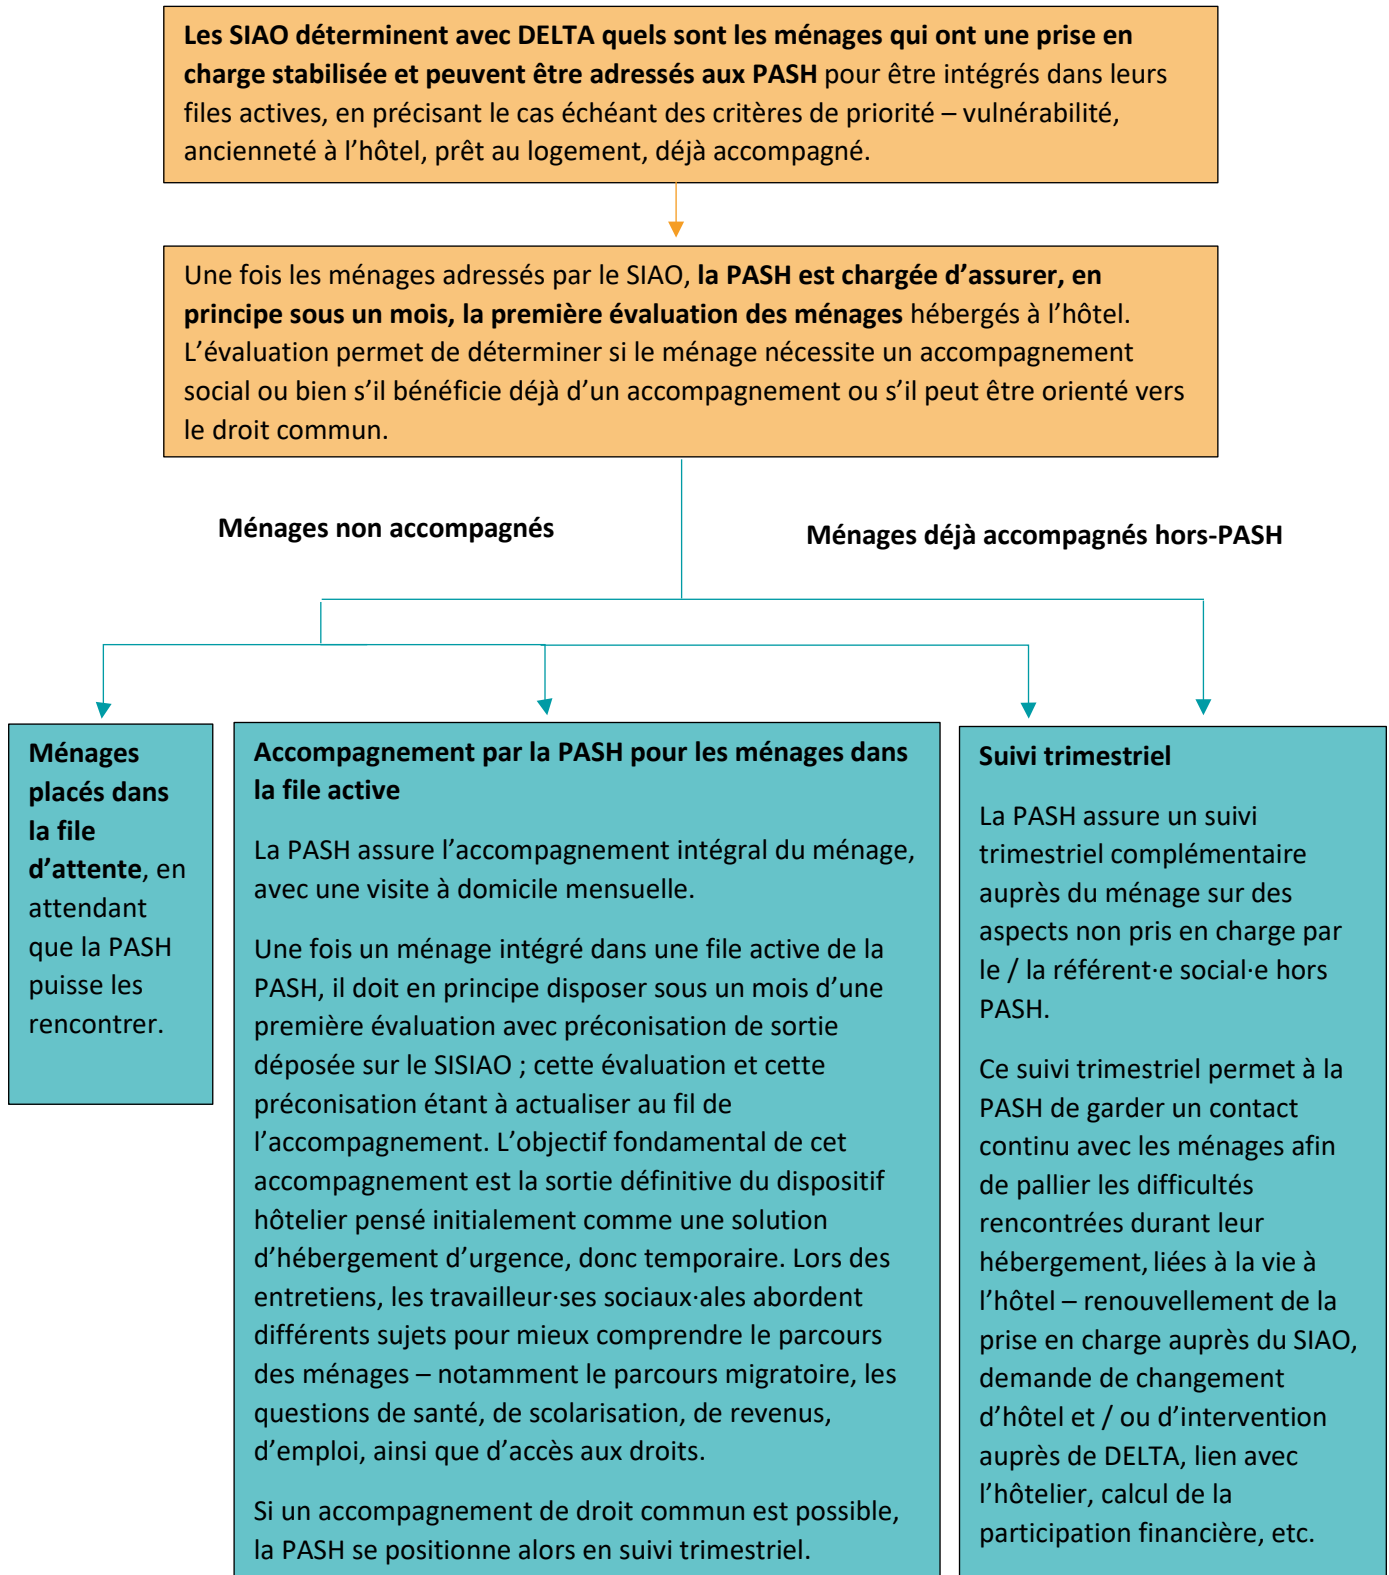 Les SIAO déterminent avec DELTA quels sont les ménages qui ont une prise en
charge stabilisée et peuvent être adressés aux PASH pour être intégrés dans leurs
files actives, en précisant le cas échéant des critères de priorité – vulnérabilité,
ancienneté à l’hôtel, prêt au logement, déjà accompagné.
Une fois les ménages adressés par le SIAO, la PASH est chargée d’assurer, en
principe sous un mois, la première évaluation des ménages hébergés à l’hôtel.
L’évaluation permet de déterminer si le ménage nécessite un accompagnement
social ou bien s’il bénéficie déjà d’un accompagnement ou s’il peut être orienté vers
le droit commun.
Ménages non accompagnés
Ménages déjà accompagnés hors-PASH
Ménages
placés dans
la file
d’attente, en
attendant
que la PASH
puisse les
rencontrer.
Accompagnement par la PASH pour les ménages dans
la file active
La PASH assure l’accompagnement intégral du ménage,
avec une visite à domicile mensuelle.
Une fois un ménage intégré dans une file active de la
PASH, il doit en principe disposer sous un mois d’une
première évaluation avec préconisation de sortie
déposée sur le SISIAO ; cette évaluation et cette
préconisation étant à actualiser au fil de
l’accompagnement. L’objectif fondamental de cet
accompagnement est la sortie définitive du dispositif
hôtelier pensé initialement comme une solution
d’hébergement d’urgence, donc temporaire. Lors des
entretiens, les travailleur·ses sociaux·ales abordent
différents sujets pour mieux comprendre le parcours
des ménages – notamment le parcours migratoire, les
questions de santé, de scolarisation, de revenus,
d’emploi, ainsi que d’accès aux droits.
Si un accompagnement de droit commun est possible,
la PASH se positionne alors en suivi trimestriel.
Suivi trimestriel
La PASH assure un suivi
trimestriel complémentaire
auprès du ménage sur des
aspects non pris en charge par
le / la référent·e social·e hors
PASH.
Ce suivi trimestriel permet à la
PASH de garder un contact
continu avec les ménages afin
de pallier les difficultés
rencontrées durant leur
hébergement, liées à la vie à
l’hôtel – renouvellement de la
prise en charge auprès du SIAO,
demande de changement
d’hôtel et / ou d’intervention
auprès de DELTA, lien avec
l’hôtelier, calcul de la
participation financière, etc.